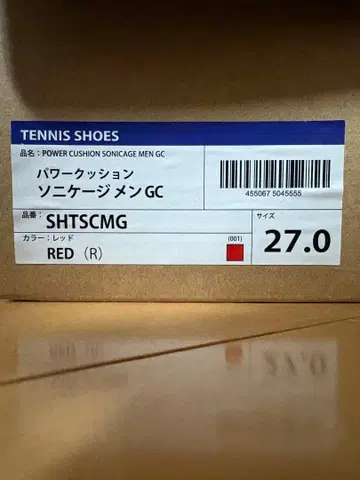 TENNIS SHOES
品名：POWER CUSHION SONICAGE MEN GC
パワークッション
ソニケージ メン GC
455067 5045555
品番：
SHTSCMG
カラー：レッド
(001)
RED（R）
サイズ
27.0